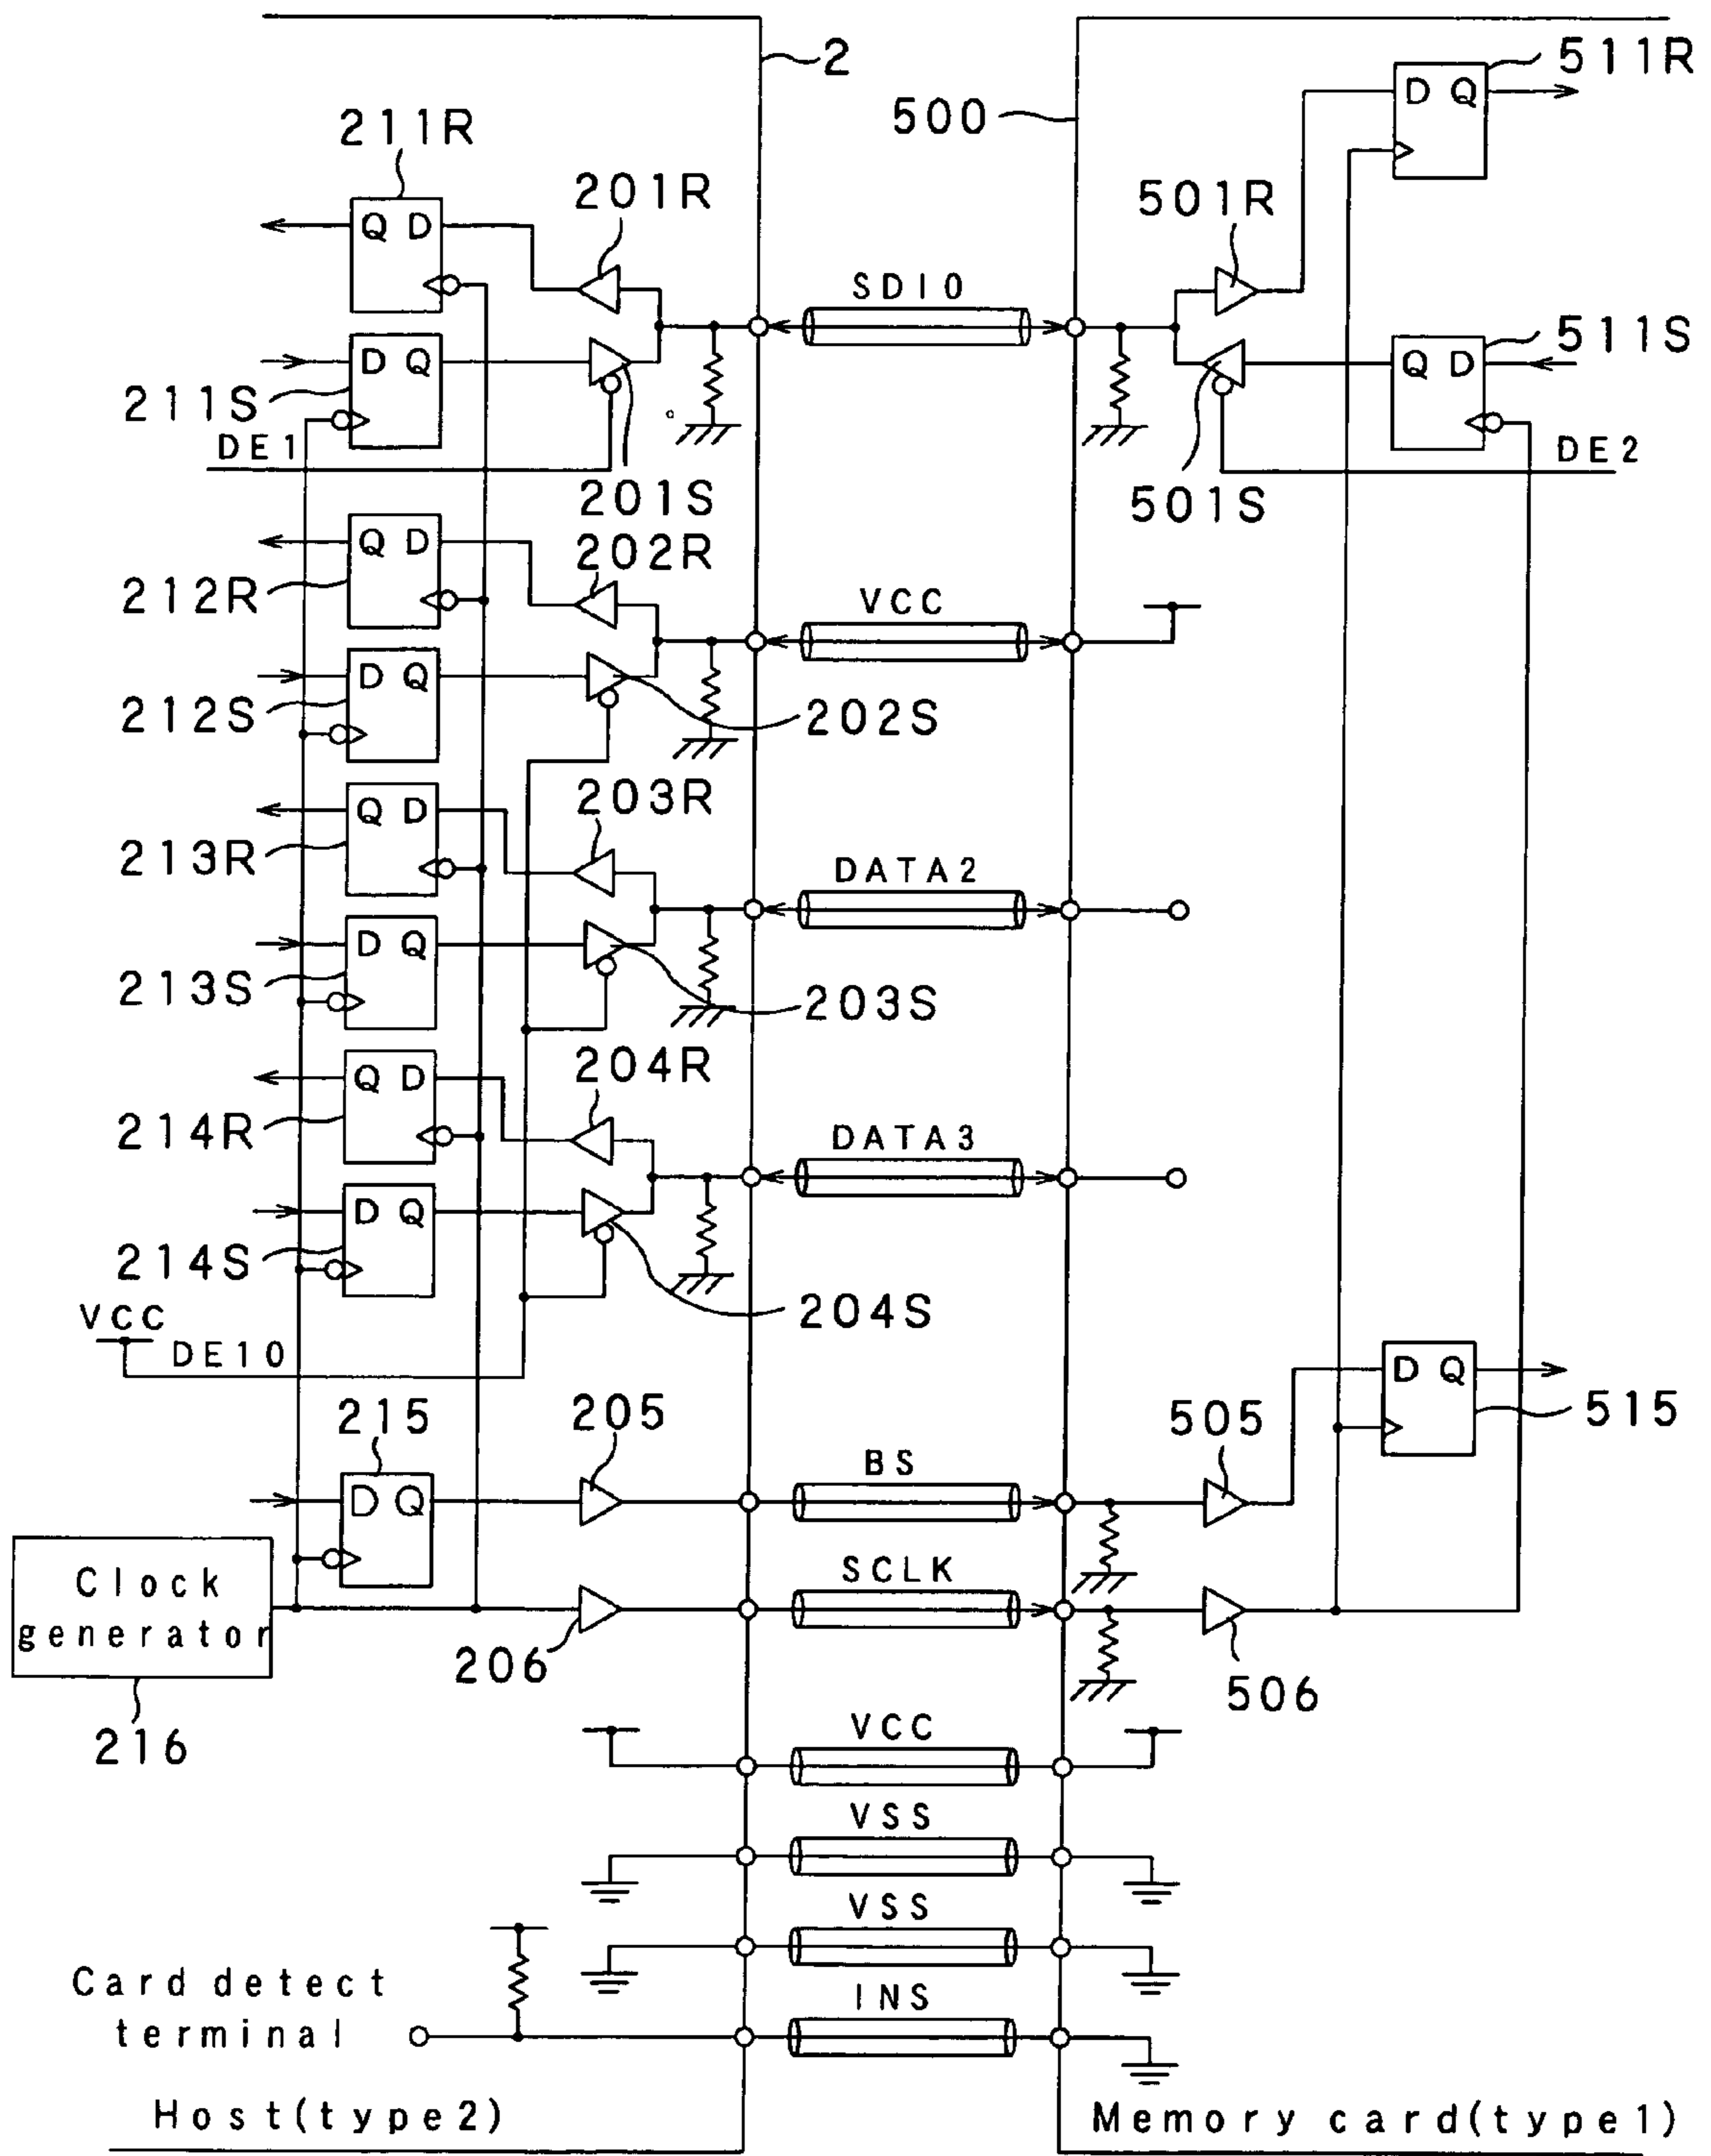 2
511R
500
211R
201R
501R
D Q
Q D
D Q
SDIO
511S
Q D
211S
DE1
DE2
201S
501S
202R
Q D
212R
VCC
D Q
212S
202S
203R
Q D
213R
DATA2
D Q
213S
203S
204R
Q D
214R
DATA3
D Q
214S
204S
VCC
DE10
D Q
215
205
505
515
BS
D Q
SCLK
Clock
generator
206
506
216
VCC
VSS
VSS
Card detect
terminal
INS
Host(type2)
Memory card(type1)